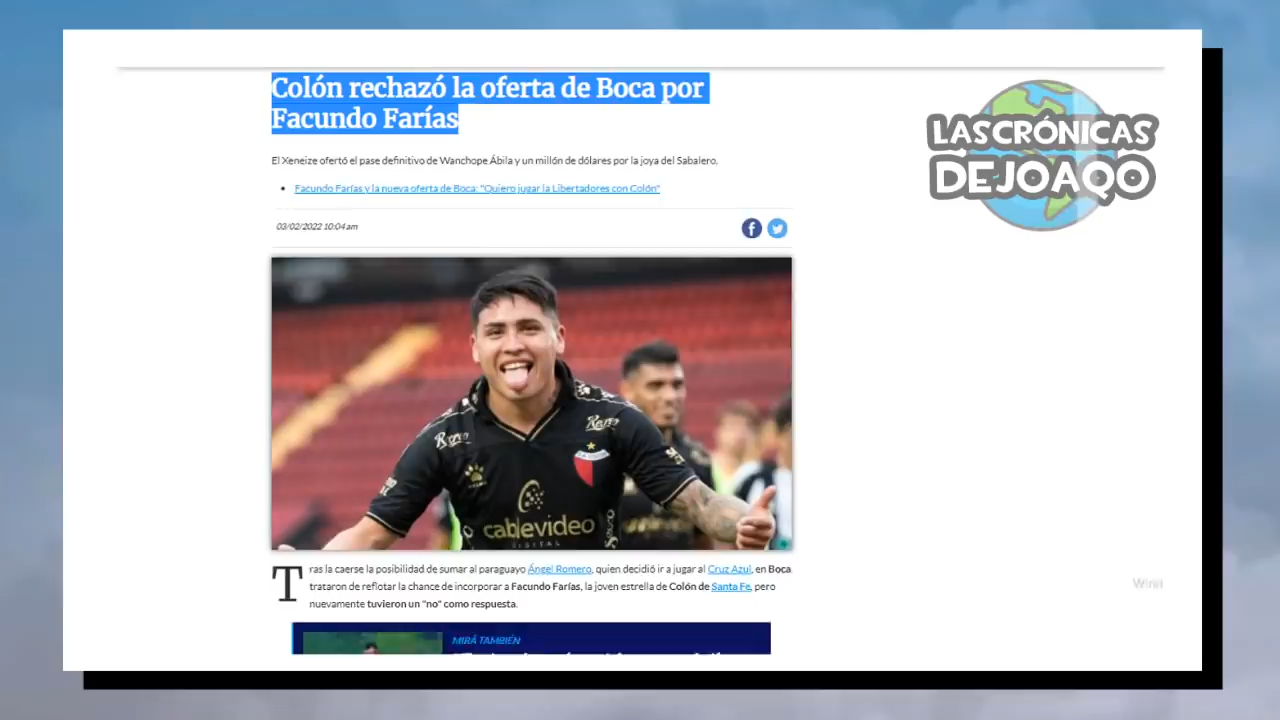 Colón rechazó la oferta de Boca por
Facundo Farías
LAS CRÓNICAS
DE JOAQO
El Xeneize ofertó el pase definitivo de Wanchope Ábila y un millón de dólares por la joya del Sabalero.
Facundo Farías y la nueva oferta de Boca: "Quiero jugar la Libertadores con Colón"
03/02/2022 10:04 am
Reyno
Reyno
cablevideo
DIGITAL
Tras la caerse la posibilidad de sumar al paraguayo Ángel Romero, quien decidió ir a jugar al Cruz Azul, en Boca
trataron de reflotar la chance de incorporar a Facundo Farías, la joven estrella de Colón de Santa Fe, pero
nuevamente tuvieron un "no" como respuesta.
MIRÁ TAMBIÉN